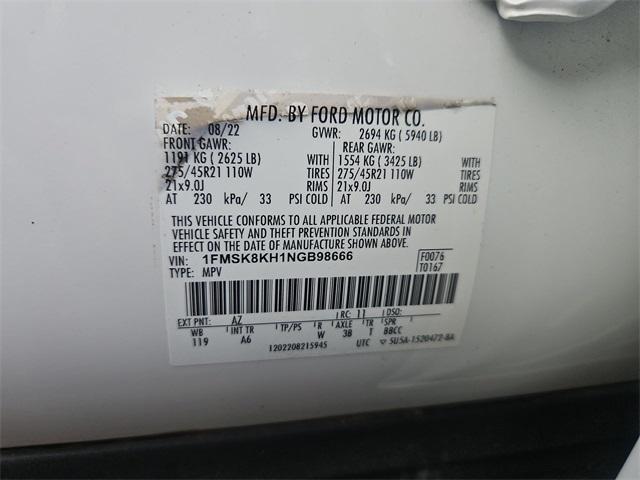 MFD. BY FORD MOTOR CO.
DATE: 08/22 GVWR: 2694 KG ( 5940 LB)
FRONT GAWR: REAR GAWR:
1191 KG ( 2625 LB) WITH 1554 KG ( 3425 LB) WITH
275/45R21 110W TIRES 275/45R21 110W TIRES
21x9.0J RIMS 21x9.0J RIMS
AT 230 kPa/ 33 PSI COLD AT 230 kPa/ 33 PSI COLD
THIS VEHICLE CONFORMS TO ALL APPLICABLE FEDERAL MOTOR
VEHICLE SAFETY AND THEFT PREVENTION STANDARDS IN
EFFECT ON THE DATE OF MANUFACTURE SHOWN ABOVE.
VIN: 1FMSK8KH1NGB98666 F0076
TYPE: MPV T0167
EXT PNT: AZ RC: 11 DSO:
WB INT TR TP/PS R AXLE TR SPR
119 A6 W 3B T BBCC
1202208215945 UTC 5U5A-1520472-BA